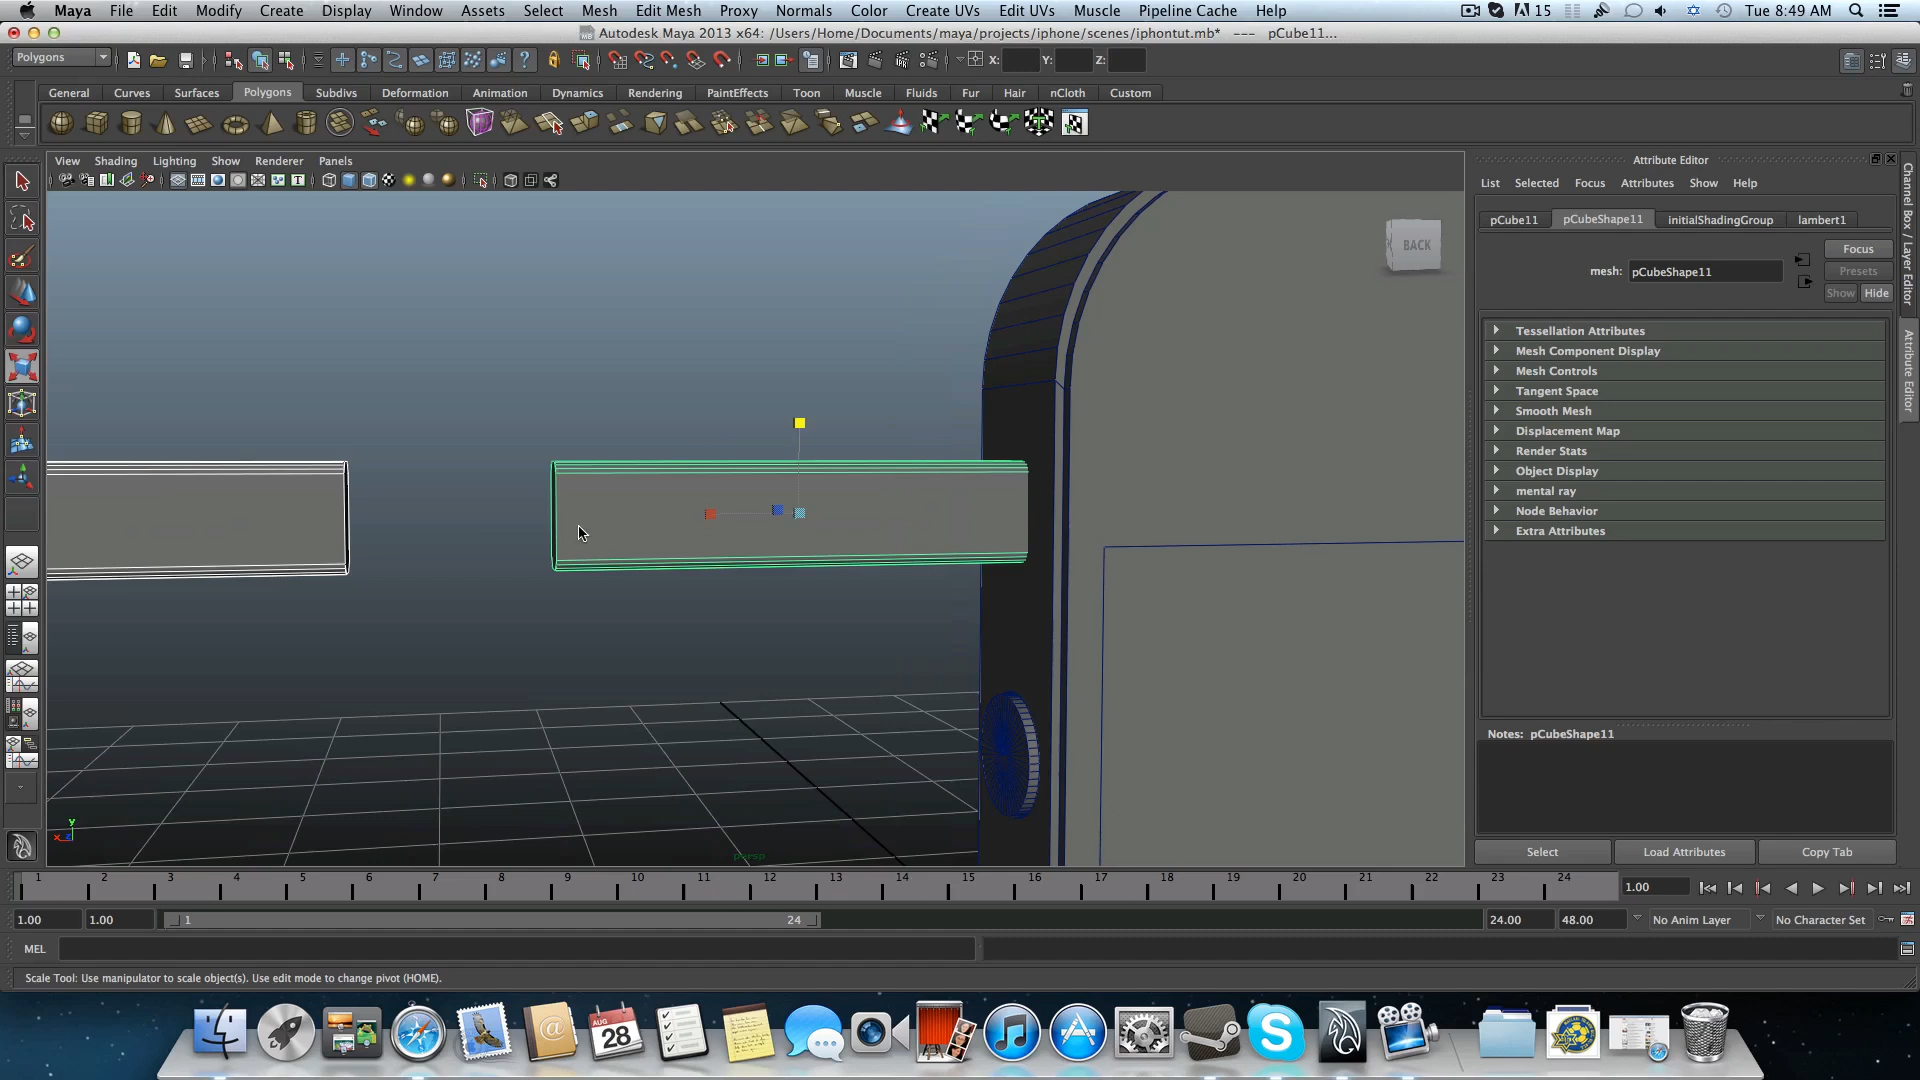 Maya File Edit Modify Create Display Window Assets Select Mesh Edit Mesh Proxy Normals Color Create UVs Edit UVs Muscle Pipeline Cache Help 15 Tue 8:49 AM
Autodesk Maya 2013 x64: /Users/Home/Documents/maya/projects/iphone/scenes/iphontut.mb* --- pCube11...
Polygons X: Y: Z:
General Curves Surfaces Polygons Subdivs Deformation Animation Dynamics Rendering PaintEffects Toon Muscle Fluids Fur Hair nCloth Custom
View Shading Lighting Show Renderer Panels
BACK
y
x z
persp
Attribute Editor
List Selected Focus Attributes Show Help
pCube11 pCubeShape11 initialShadingGroup lambert1
mesh: pCubeShape11
Focus
Presets
Show Hide
Tessellation Attributes
Mesh Component Display
Mesh Controls
Tangent Space
Smooth Mesh
Displacement Map
Render Stats
Object Display
mental ray
Node Behavior
Extra Attributes
Notes: pCubeShape11
Select Load Attributes Copy Tab
Channel Box / Layer Editor
Attribute Editor
1 2 3 4 5 6 7 8 9 10 11 12 13 14 15 16 17 18 19 20 21 22 23 24 1.00
1.00 1.00 1 24 24.00 48.00 No Anim Layer No Character Set
MEL
Scale Tool: Use manipulator to scale object(s). Use edit mode to change pivot (HOME).
AUG
28